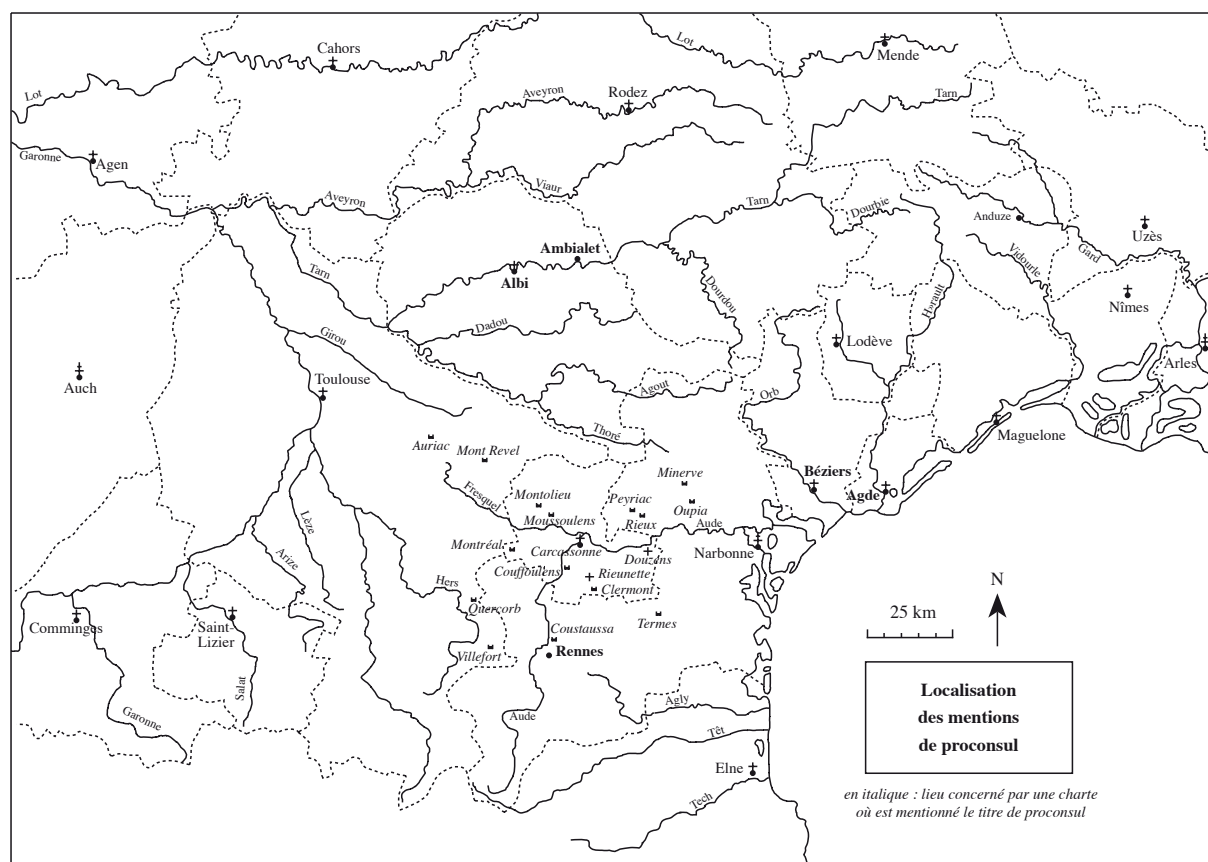 Cahors
Lot
Mende
Lot
Aveyron
Rodez
Tarn
Garonne
Agen
Viaur
Aveyron
Tarn
Dourbie
Anduze
Uzès
Gard
Vidourle
Ambialet
Albi
Tarn
Dourdou
Hérault
Nîmes
Dadou
Girou
Lodève
Arles
Auch
Toulouse
Agout
Orb
Thoré
Maguelone
Auriac
Mont Revel
Minerve
Béziers
Fresquel
Montolieu
Peyriac
Agde
Oupia
Moussoulens
Rieux
Aude
Lèze
Montréal
Carcassonne
Narbonne
Arize
Douzens
Couffoulens
Rieunette
Hers
Clermont
N
Quercorb
25 km
Comminges
Saint-
Lizier
Termes
Coustaussa
Villefort
Rennes
Salat
Localisation
des mentions
de proconsul
Garonne
Aude
Agly
Têt
Elne
Tech
en italique : lieu concerné par une charte
où est mentionné le titre de proconsul